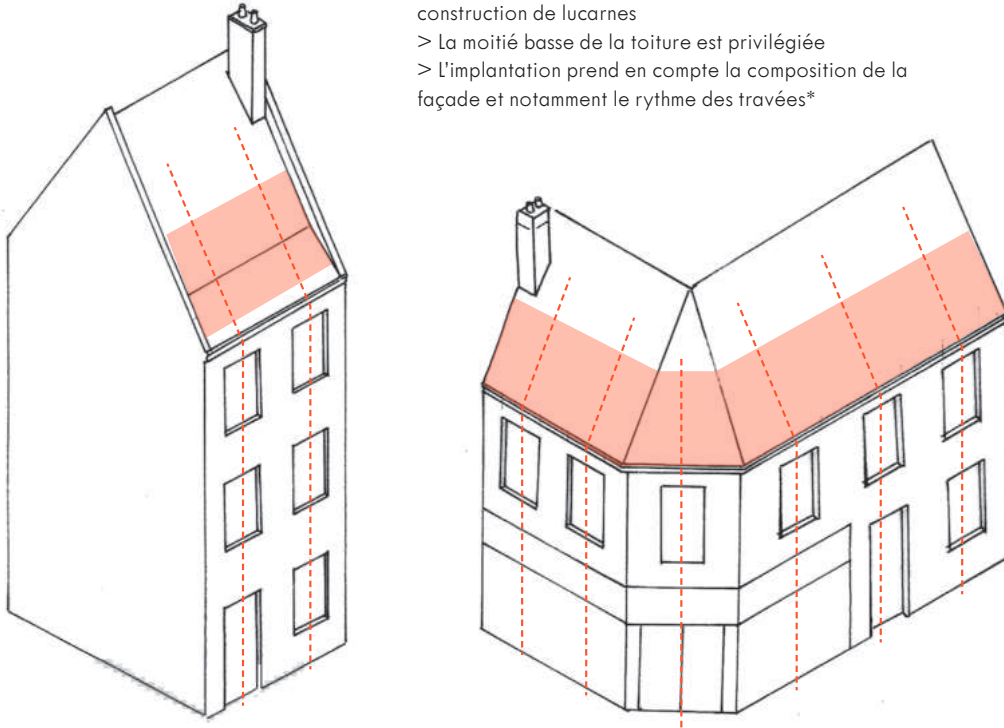 construction de lucarnes
> La moitié basse de la toiture est privilégiée
> L'implantation prend en compte la composition de la
façade et notamment le rythme des travées*